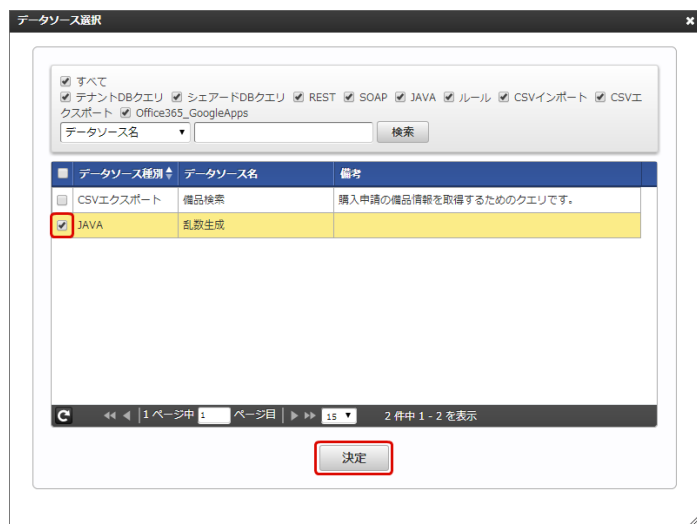 データソース選択
すべて
テナントDBクエリ シェアードDBクエリ REST SOAP JAVA ルール CSVインポート CSVエ
クスポート Office365_GoogleApps
データソース名 検索
データソース種別 データソース名 備考
CSVエクスポート 備品検索 購入申請の備品情報を取得するためのクエリです。
JAVA 乱数生成
1 ページ中 1 ページ目 15 2 件中 1 - 2 を表示
決定